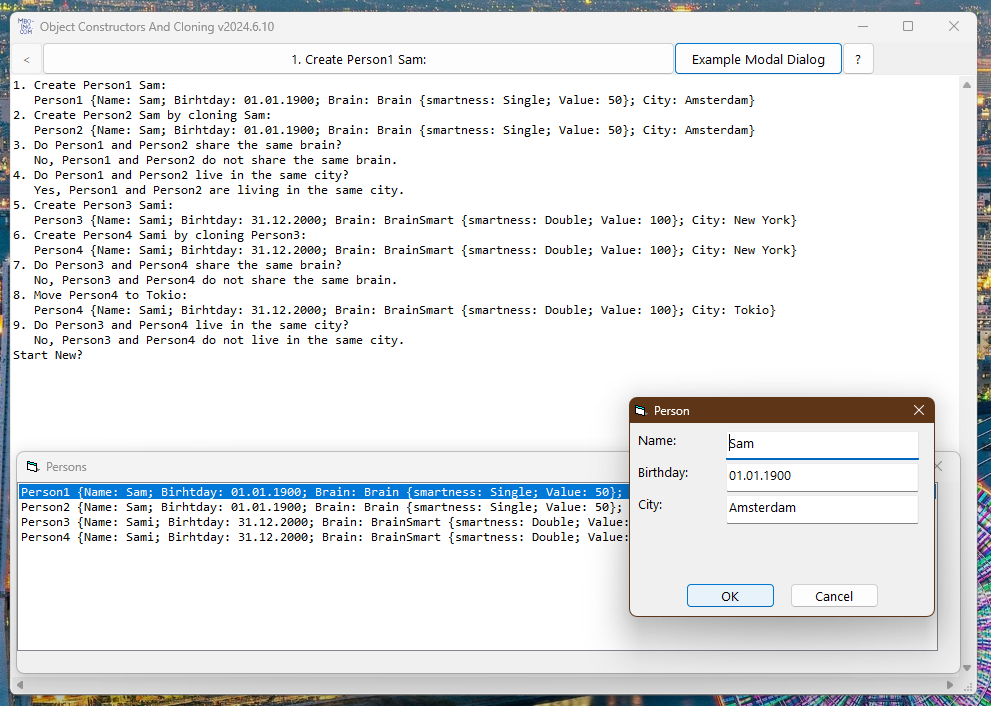 MBO-ING.COM
Object Constructors And Cloning v2024.6.10
<
1. Create Person1 Sam:
Example Modal Dialog
?
1. Create Person1 Sam:
Person1 {Name: Sam; Birhtday: 01.01.1900; Brain: Brain {smartness: Single; Value: 50}; City: Amsterdam}
2. Create Person2 Sam by cloning Sam:
Person2 {Name: Sam; Birhtday: 01.01.1900; Brain: Brain {smartness: Single; Value: 50}; City: Amsterdam}
3. Do Person1 and Person2 share the same brain?
No, Person1 and Person2 do not share the same brain.
4. Do Person1 and Person2 live in the same city?
Yes, Person1 and Person2 are living in the same city.
5. Create Person3 Sami:
Person3 {Name: Sami; Birhtday: 31.12.2000; Brain: BrainSmart {smartness: Double; Value: 100}; City: New York}
6. Create Person4 Sami by cloning Person3:
Person4 {Name: Sami; Birhtday: 31.12.2000; Brain: BrainSmart {smartness: Double; Value: 100}; City: New York}
7. Do Person3 and Person4 share the same brain?
No, Person3 and Person4 do not share the same brain.
8. Move Person4 to Tokio:
Person4 {Name: Sami; Birhtday: 31.12.2000; Brain: BrainSmart {smartness: Double; Value: 100}; City: Tokio}
9. Do Person3 and Person4 live in the same city?
No, Person3 and Person4 do not live in the same city.
Start New?
Persons
Person1 {Name: Sam; Birhtday: 01.01.1900; Brain: Brain {smartness: Single; Value: 50};
Person2 {Name: Sam; Birhtday: 01.01.1900; Brain: Brain {smartness: Single; Value: 50};
Person3 {Name: Sami; Birhtday: 31.12.2000; Brain: BrainSmart {smartness: Double; Value:
Person4 {Name: Sami; Birhtday: 31.12.2000; Brain: BrainSmart {smartness: Double; Value:
Person
Name: Sam
Birthday: 01.01.1900
City: Amsterdam
OK
Cancel